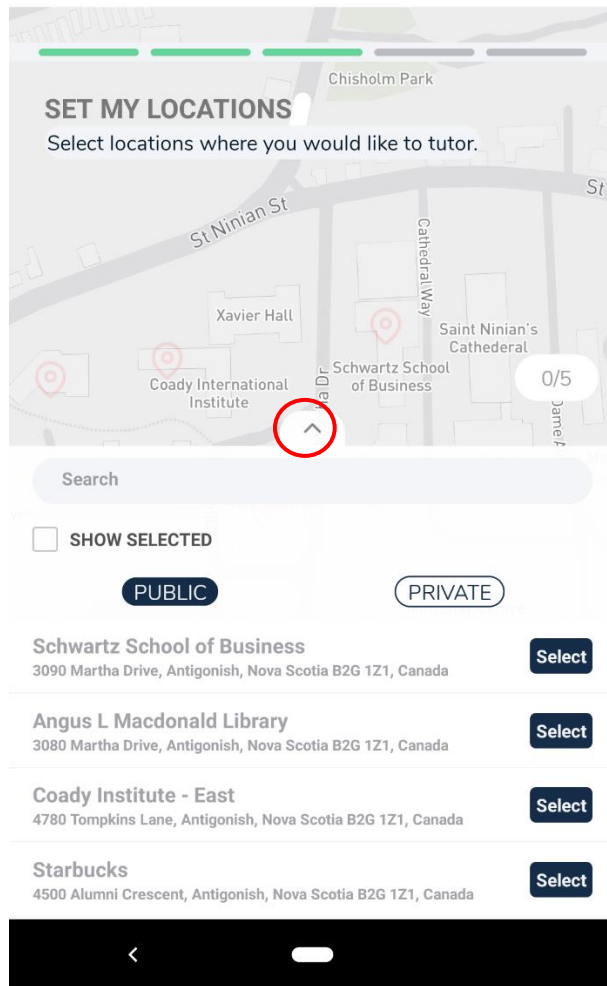 Chisholm Park
SET MY LOCATIONS
Select locations where you would like to tutor.
St
St Ninian St
Cathedral Way
Xavier Hall
Saint Ninian's
Cathederal
Schwartz School
of Business
Coady International
Institute
0/5
Dame
Search
SHOW SELECTED
PUBLIC
PRIVATE
Schwartz School of Business
3090 Martha Drive, Antigonish, Nova Scotia B2G 1Z1, Canada
Select
Angus L Macdonald Library
3080 Martha Drive, Antigonish, Nova Scotia B2G 1Z1, Canada
Select
Coady Institute - East
4780 Tompkins Lane, Antigonish, Nova Scotia B2G 1Z1, Canada
Select
Starbucks
4500 Alumni Crescent, Antigonish, Nova Scotia B2G 1Z1, Canada
Select